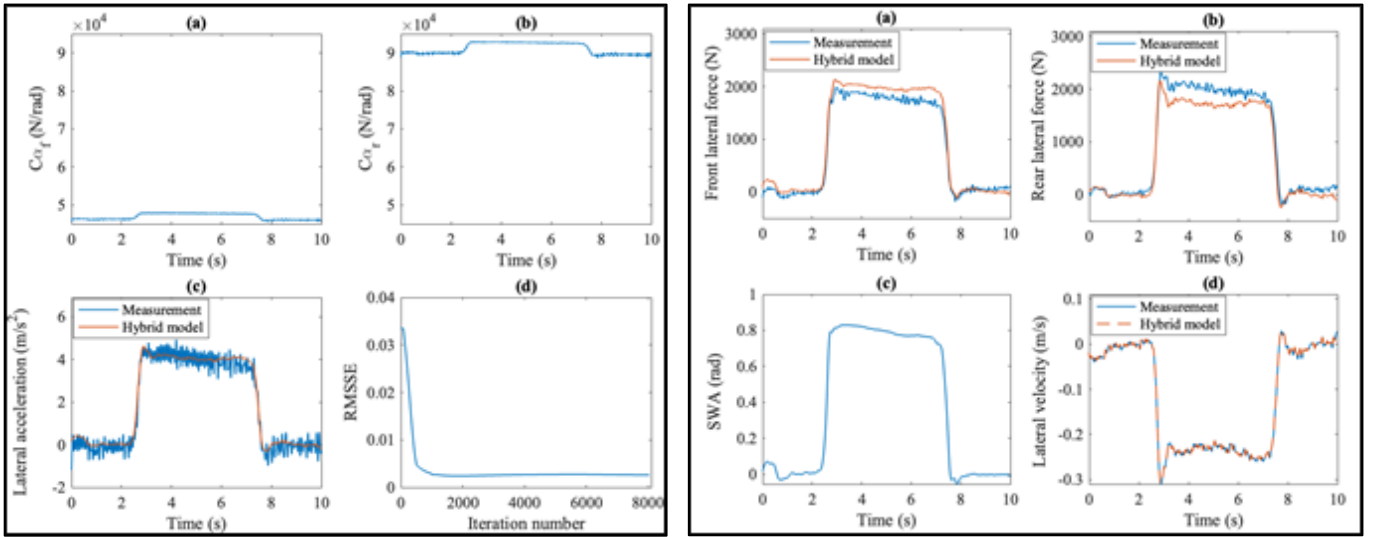 (a)
×10⁴
9
8
7
6
5
Cα_f (N/rad)
0 2 4 6 8 10
Time (s)
(b)
×10⁴
9
8
7
6
5
Cα_r (N/rad)
0 2 4 6 8 10
Time (s)
(c)
Measurement
Hybrid model
6
4
2
0
-2
Lateral acceleration (m/s²)
0 2 4 6 8 10
Time (s)
(d)
0.04
0.03
0.02
0.01
0
RMSSE
0 2000 4000 6000 8000
Iteration number
(a)
Measurement
Hybrid model
3000
2000
1000
0
Front lateral force (N)
0 2 4 6 8 10
Time (s)
(b)
Measurement
Hybrid model
3000
2000
1000
0
Rear lateral force (N)
0 2 4 6 8 10
Time (s)
(c)
1
0.8
0.6
0.4
0.2
0
SWA (rad)
0 2 4 6 8 10
Time (s)
(d)
Measurement
Hybrid model
0.1
0
-0.1
-0.2
-0.3
Lateral velocity (m/s)
0 2 4 6 8 10
Time (s)